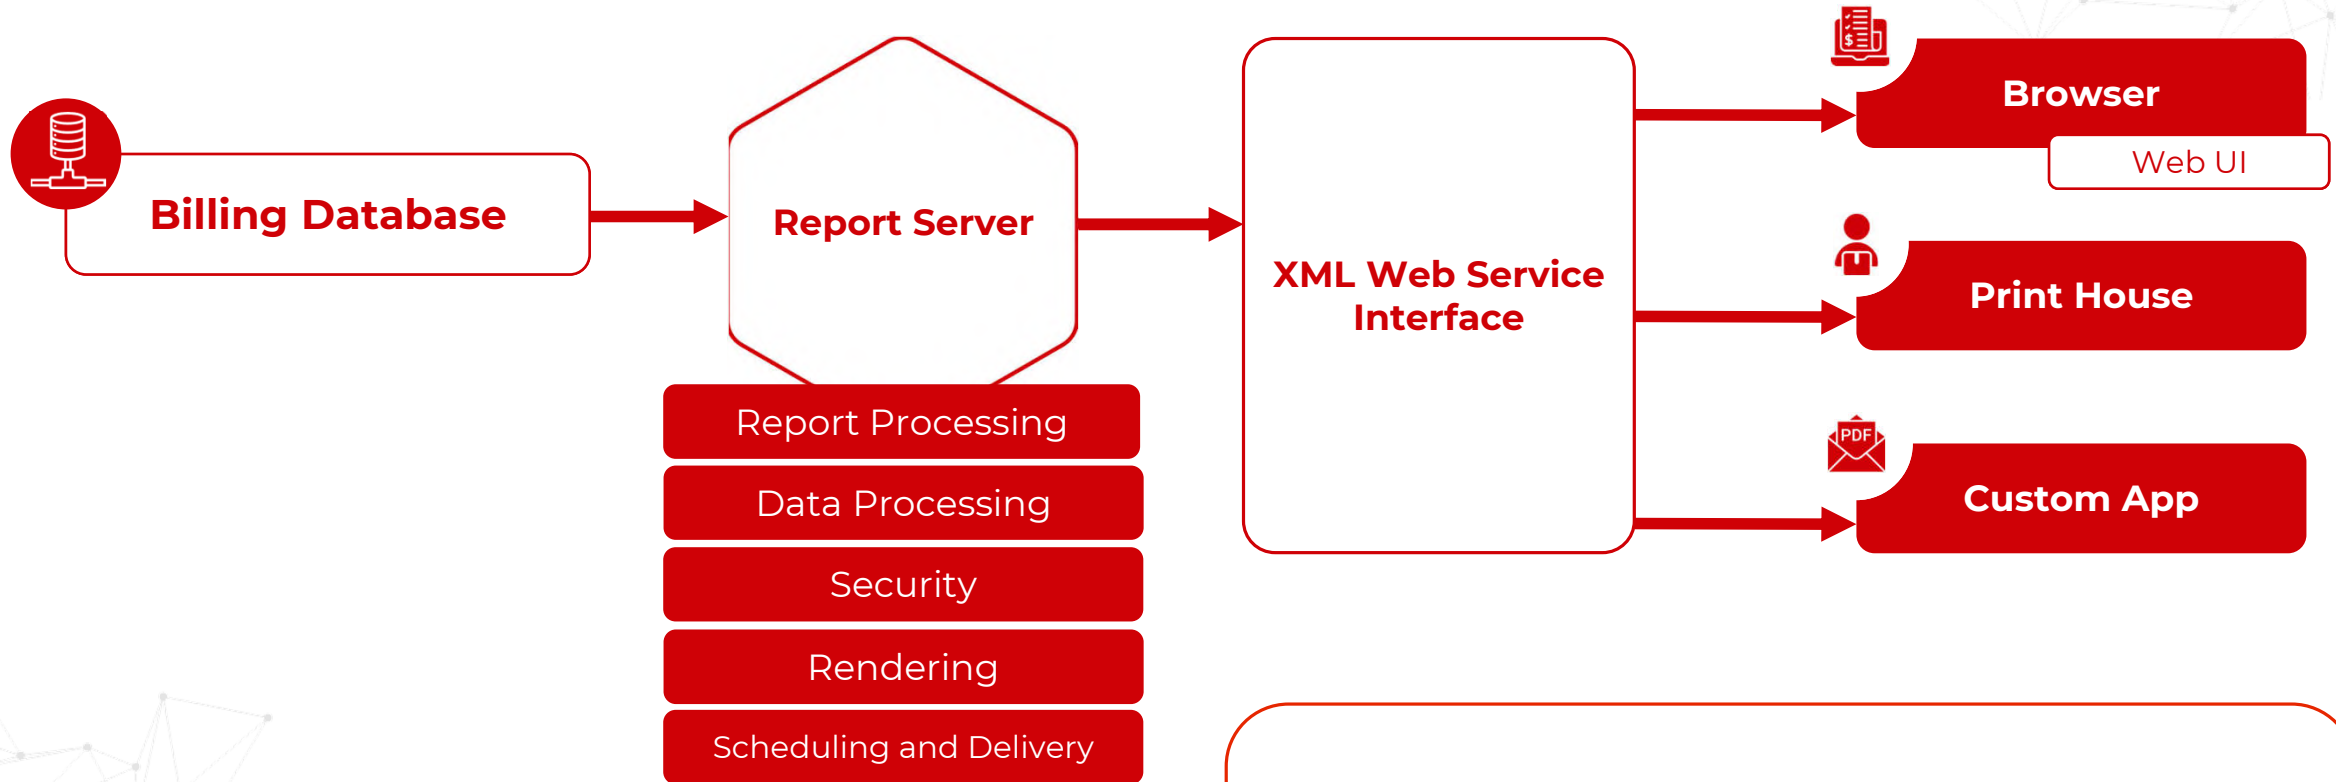 Billing Database
Report Server
Report Processing
Data Processing
Security
Rendering
Scheduling and Delivery
XML Web Service
Interface
Browser
Web UI
Print House
PDF
Custom App